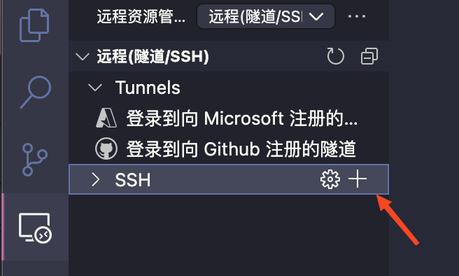 远程资源管...
远程(隧道/SSH)
远程(隧道/SSH)
Tunnels
登录到向 Microsoft 注册的...
登录到向 Github 注册的隧道
SSH